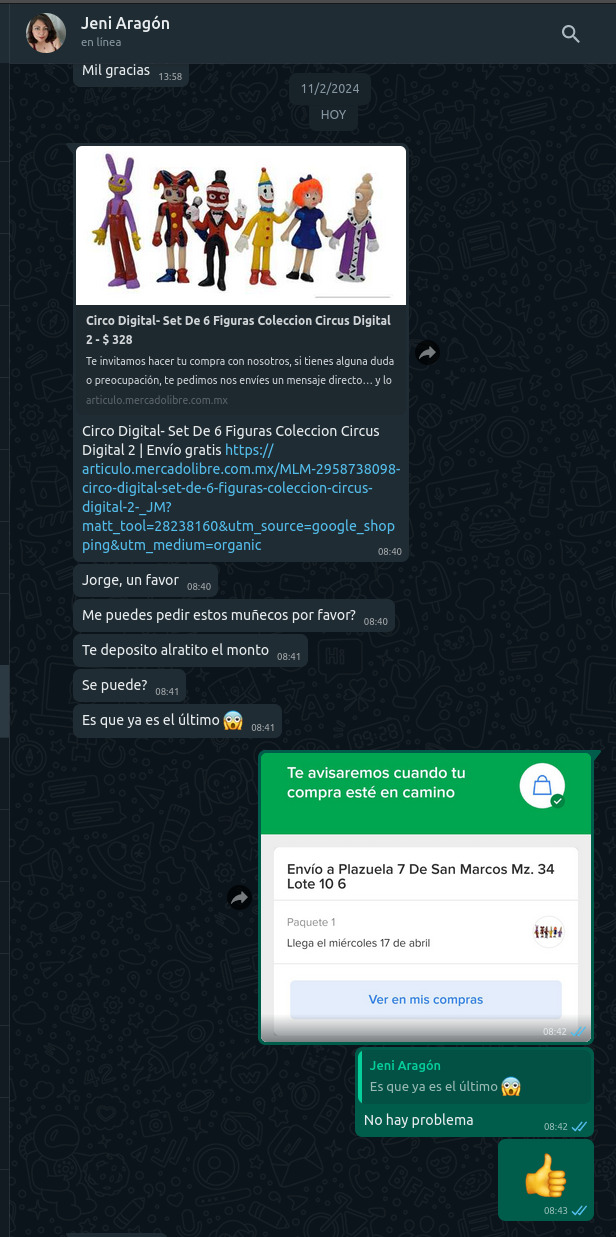 Jeni Aragón
en línea
Mil gracias 13:58
11/2/2024
HOY
Circo Digital- Set De 6 Figuras Coleccion Circus Digital
2 - $ 328
Te invitamos hacer tu compra con nosotros, si tienes alguna duda
o preocupación, te pedimos nos envíes un mensaje directo... y lo
articulo.mercadolibre.com.mx
Circo Digital- Set De 6 Figuras Coleccion Circus
Digital 2 | Envío gratis https://
articulo.mercadolibre.com.mx/MLM-2958738098-
circo-digital-set-de-6-figuras-coleccion-circus-
digital-2-_JM?
matt_tool=28238160&utm_source=google_shop
ping&utm_medium=organic
08:40
Jorge, un favor 08:40
Me puedes pedir estos muñecos por favor? 08:40
Te deposito alratito el monto 08:41
Se puede? 08:41
Es que ya es el último 😱 08:41
Te avisaremos cuando tu
compra esté en camino
Envío a Plazuela 7 De San Marcos Mz. 34
Lote 10 6
Paquete 1
Llega el miércoles 17 de abril
Ver en mis compras
08:42
Jeni Aragón
Es que ya es el último 😱
No hay problema 08:42
👍
08:43